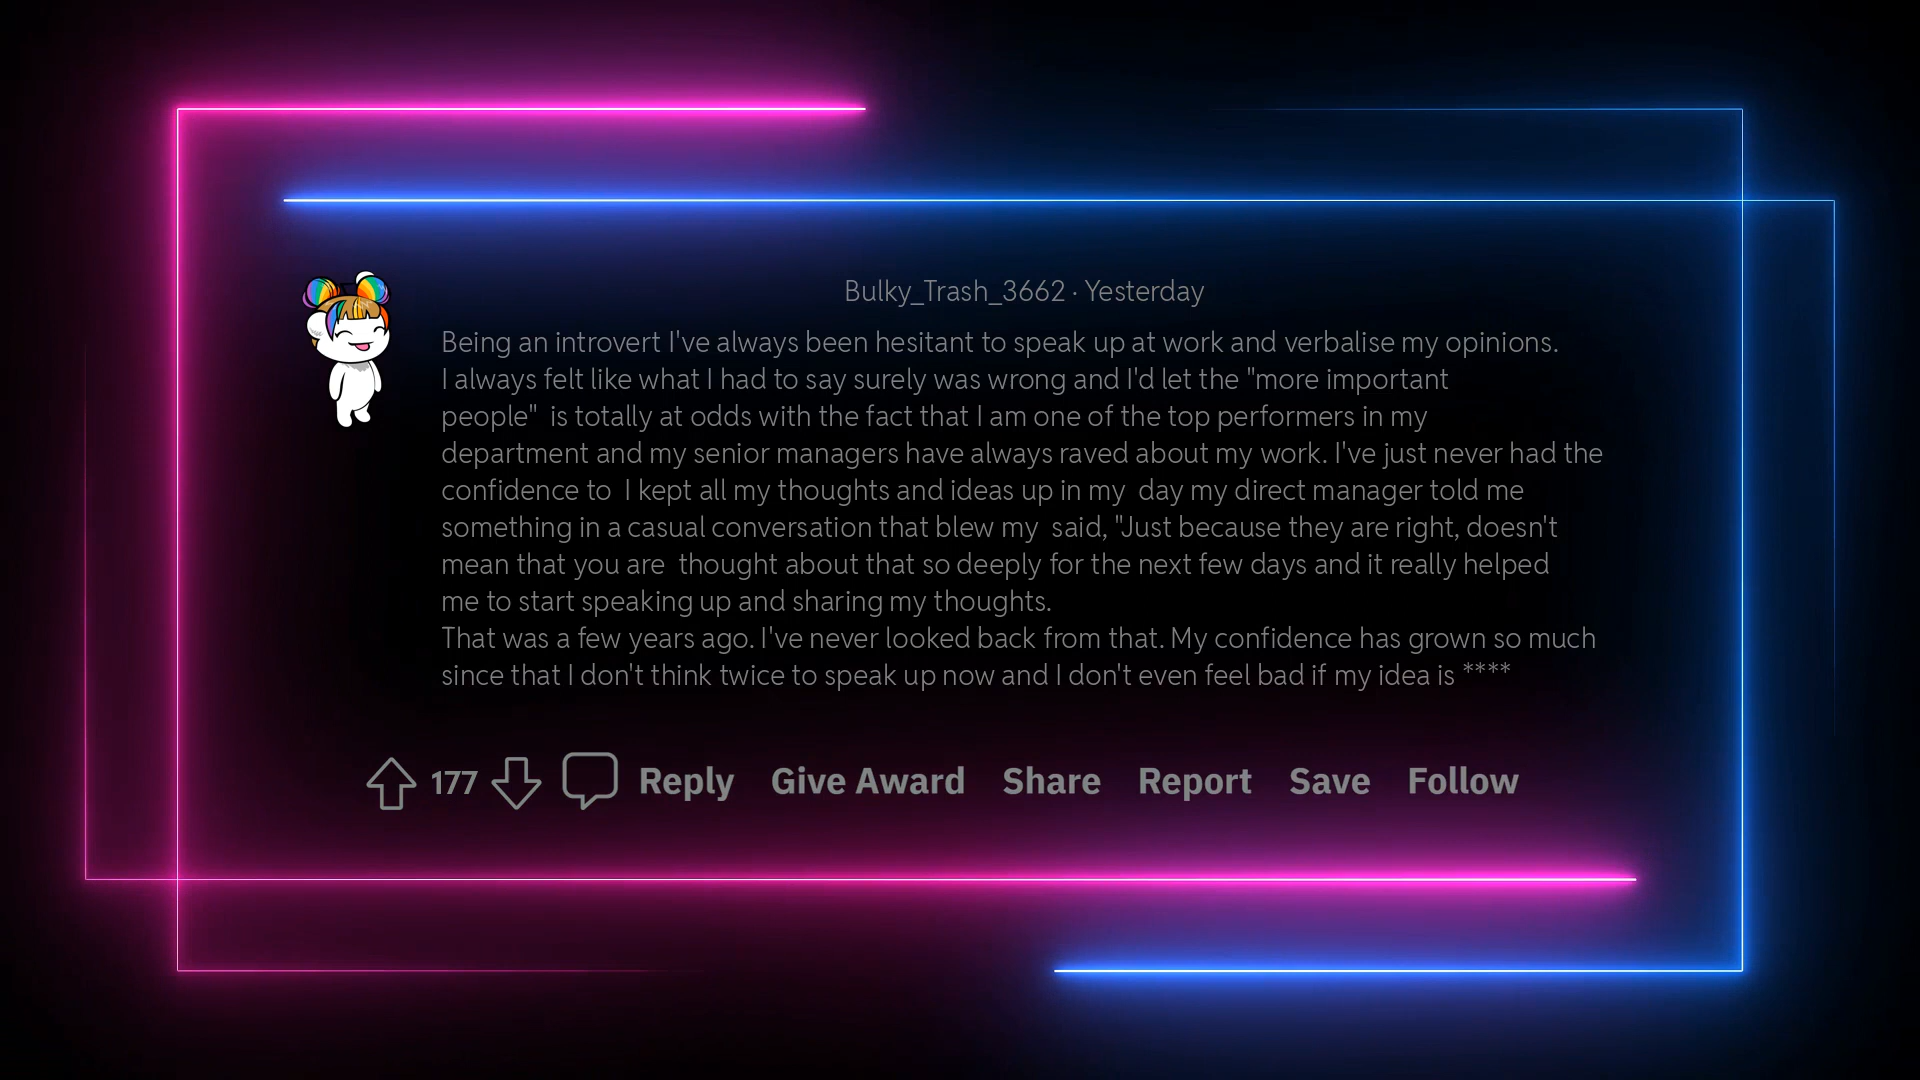 Bulky_Trash_3662 · Yesterday
Being an introvert I've always been hesitant to speak up at work and verbalise my opinions.
I always felt like what I had to say surely was wrong and I'd let the "more important
people"  is totally at odds with the fact that I am one of the top performers in my
department and my senior managers have always raved about my work. I've just never had the
confidence to  I kept all my thoughts and ideas up in my  day my direct manager told me
something in a casual conversation that blew my  said, "Just because they are right, doesn't
mean that you are  thought about that so deeply for the next few days and it really helped
me to start speaking up and sharing my thoughts.
That was a few years ago. I've never looked back from that. My confidence has grown so much
since that I don't think twice to speak up now and I don't even feel bad if my idea is ****
177 Reply Give Award Share Report Save Follow